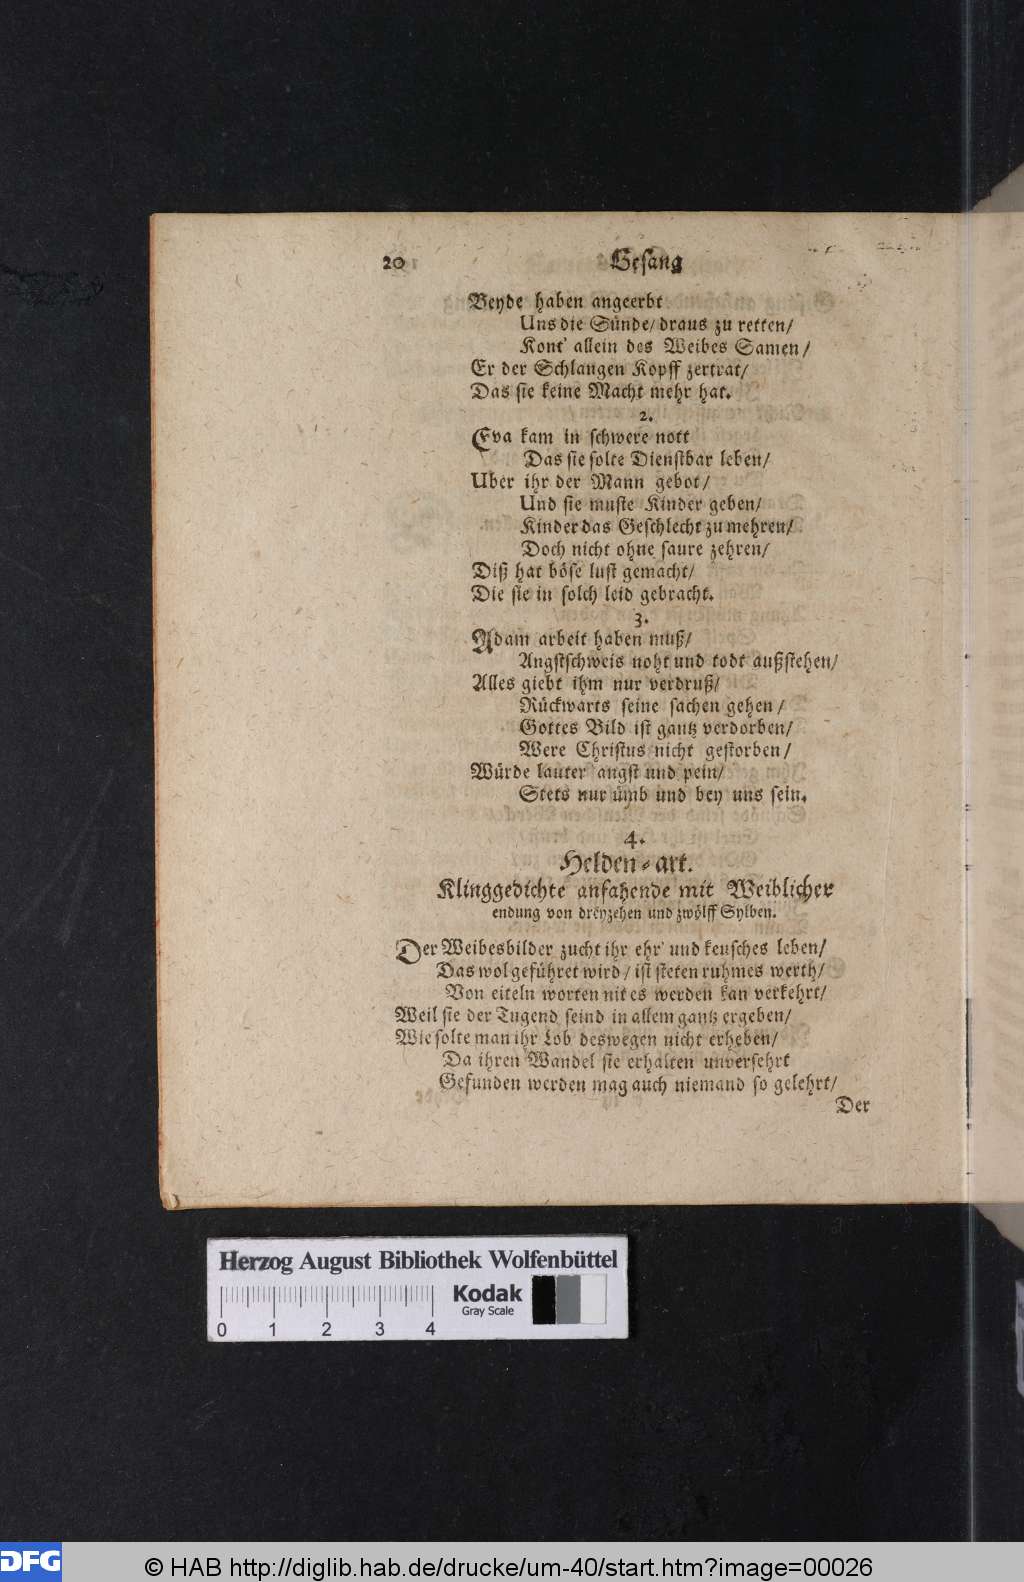 20 Gesang
Beyde haben angeerbt
Uns die Sünde/ draus zu retten/
Kont' allein des Weibes Samen/
Er der Schlangen Kopff zertrat/
Das sie keine Macht mehr hat.
2.
Eva kam in schwere nott
Das sie solte Dienstbar leben/
Uber ihr der Mann gebot/
Und sie muste Kinder geben/
Kinder das Geschlecht zu mehren/
Doch nicht ohne saure zehren/
Diß hat böse lust gemacht/
Die sie in solch leid gebracht.
3.
Adam arbeit haben muß/
Angstschweis noht und todt außstehen/
Alles giebt ihm nur verdruß/
Rückwarts seine sachen gehen/
Gottes Bild ist gantz verdorben/
Were Christus nicht gestorben/
Würde lauter angst und pein/
Stets nur ümb und bey uns sein.
4.
Helden-art.
Klinggedichte anfahende mit Weiblicher
endung von dreyzehen und zwölff Sylben.
Der Weibesbilder zucht ihr ehr' und keusches leben/
Das wol geführet wird/ ist steten ruhmes werth/
Von eiteln worten nit es werden kan verkehrt/
Weil sie der Tugend seind in allem gantz ergeben/
Wie solte man ihr Lob deswegen nicht erheben/
Da ihren Wandel sie erhalten unversehrt
Gefunden werden mag auch niemand so gelehrt/
Der
Herzog August Bibliothek Wolfenbüttel
Kodak
Gray Scale
0 1 2 3 4
DFG
© HAB http://diglib.hab.de/drucke/um-40/start.htm?image=00026